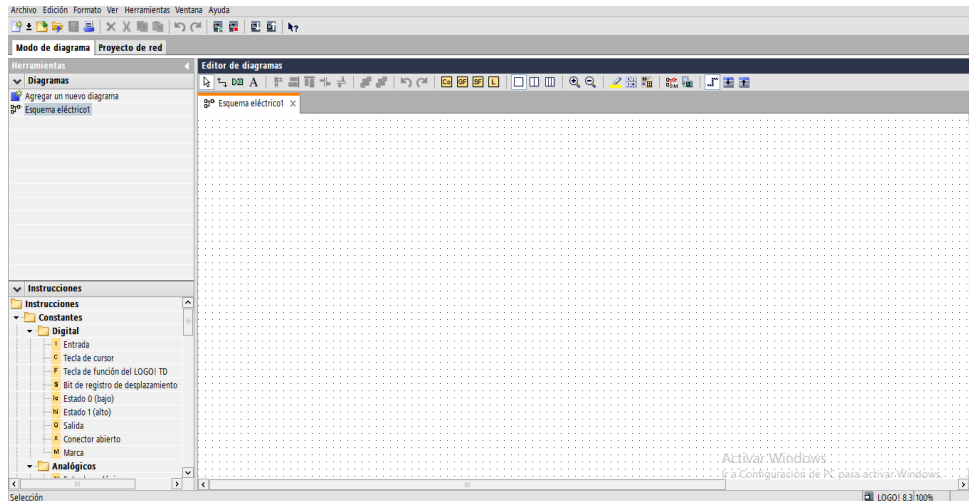 Archivo Edición Formato Ver Herramientas Ventana Ayuda
Modo de diagrama Proyecto de red
Herramientas
Editor de diagramas
Diagramas
Agregar un nuevo diagrama
Esquema eléctrico1
Co GF SF L
Esquema eléctrico1
Instrucciones
Instrucciones
Constantes
Digital
I Entrada
C Tecla de cursor
F Tecla de función del LOGO! TD
S Bit de registro de desplazamiento
lo Estado 0 (bajo)
hi Estado 1 (alto)
Q Salida
X Conector abierto
M Marca
Analógicos
Activar Windows
Ir a Configuración de PC para activar Windows.
Selección
LOGO! 8.3 100%